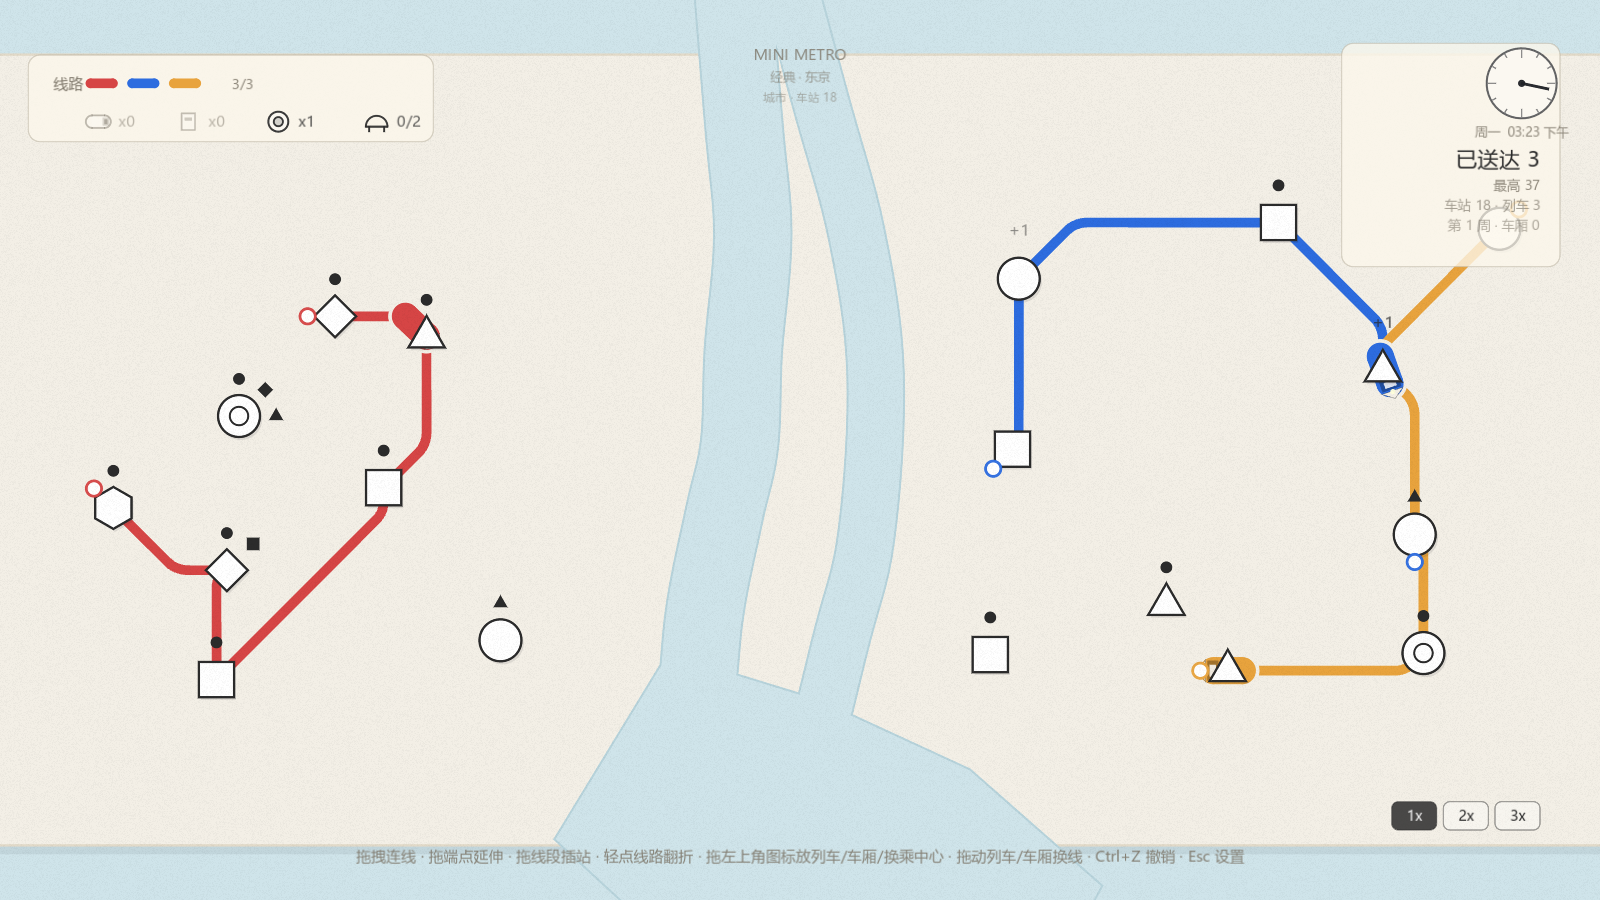 线路 3/3
x0 x0 x1 0/2
MINI METRO
经典 · 东京
城市 · 车站 18
周一 03:23 下午
已送达 3
最高 37
车站 18 · 列车 3
第 1 周 · 车厢 0
+1
+1
1x 2x 3x
拖拽连线 · 拖端点延伸 · 拖线段插站 · 轻点线路翻折 · 拖左上角图标放列车/车厢/换乘中心 · 拖动列车/车厢换线 · Ctrl+Z 撤销 · Esc 设置